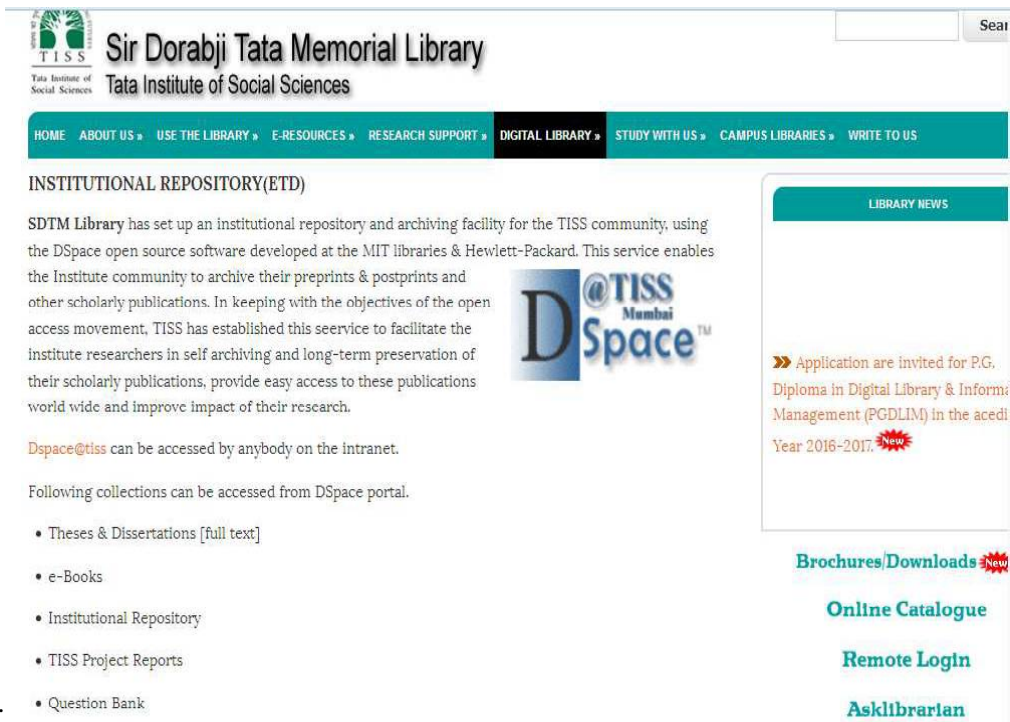 TISS
Tata Institute of
Social Sciences
Sir Dorabji Tata Memorial Library
Tata Institute of Social Sciences
Sear
HOME ABOUT US » USE THE LIBRARY » E-RESOURCES » RESEARCH SUPPORT » DIGITAL LIBRARY » STUDY WITH US » CAMPUS LIBRARIES » WRITE TO US
INSTITUTIONAL REPOSITORY(ETD)
SDTM Library has set up an institutional repository and archiving facility for the TISS community, using
the DSpace open source software developed at the MIT libraries & Hewlett-Packard. This service enables
the Institute community to archive their preprints & postprints and
other scholarly publications. In keeping with the objectives of the open
access movement, TISS has established this seervice to facilitate the
institute researchers in self archiving and long-term preservation of
their scholarly publications, provide easy access to these publications
world wide and improve impact of their research.
@TISS
Mumbai
DSpace™
Dspace@tiss can be accessed by anybody on the intranet.
Following collections can be accessed from DSpace portal.
• Theses & Dissertations [full text]
• e-Books
• Institutional Repository
• TISS Project Reports
• Question Bank
LIBRARY NEWS
Application are invited for P.G.
Diploma in Digital Library & Informa
Management (PGDLIM) in the acedi
Year 2016-2017. New
Brochures/Downloads New
Online Catalogue
Remote Login
Asklibrarian